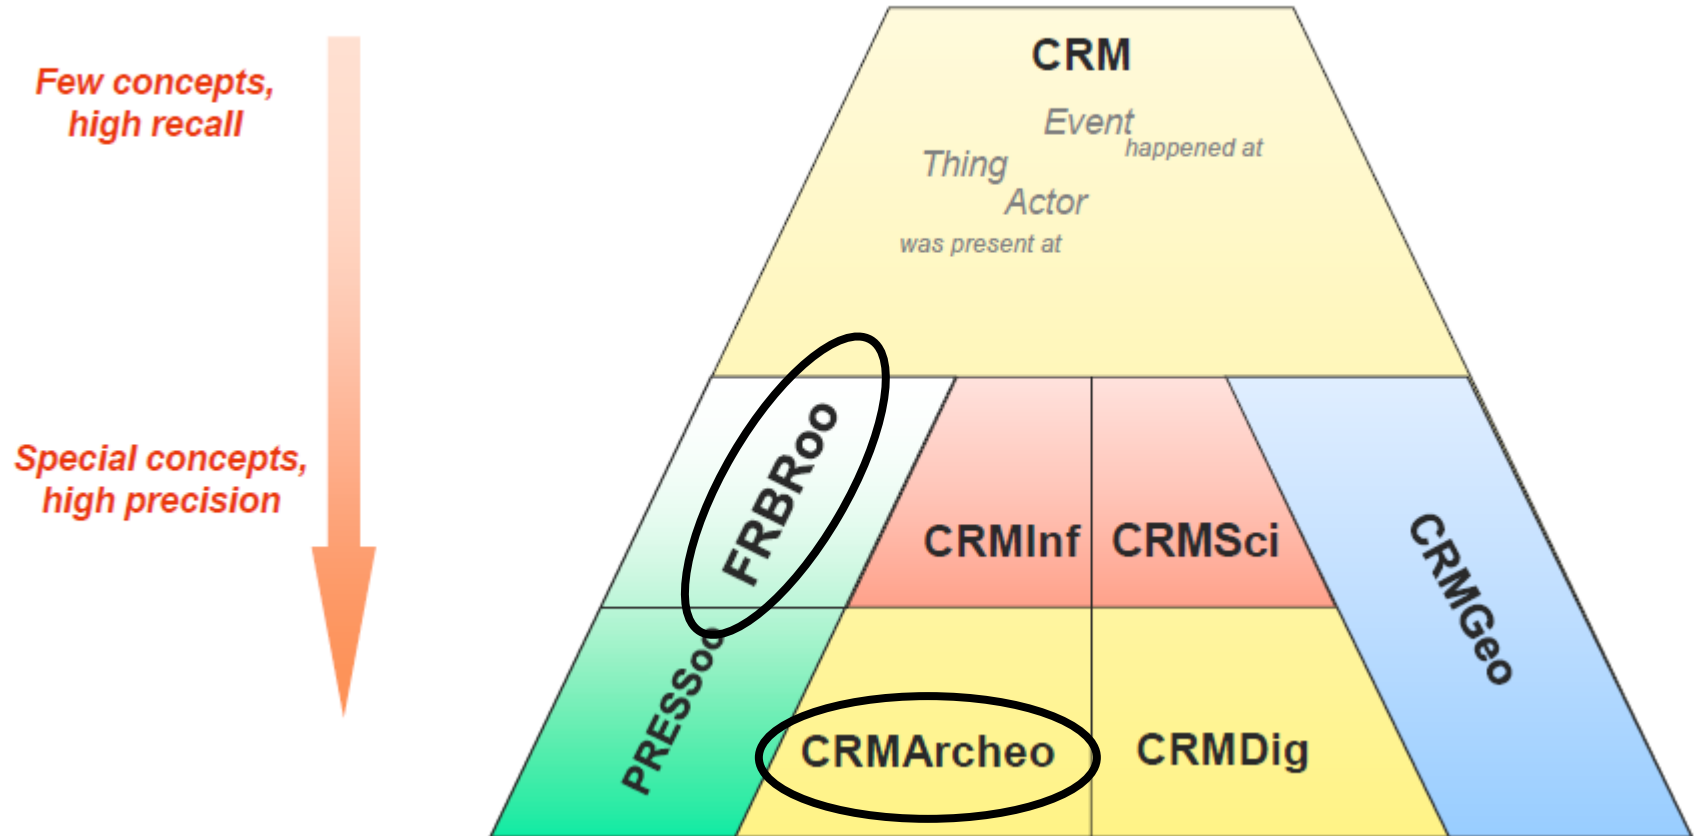 Few concepts,
high recall
Special concepts,
high precision
CRM
Event
happened at
Thing
Actor
was present at
FRBRoo
CRMInf
CRMSci
CRMGeo
PRESSoo
CRMArcheo
CRMDig